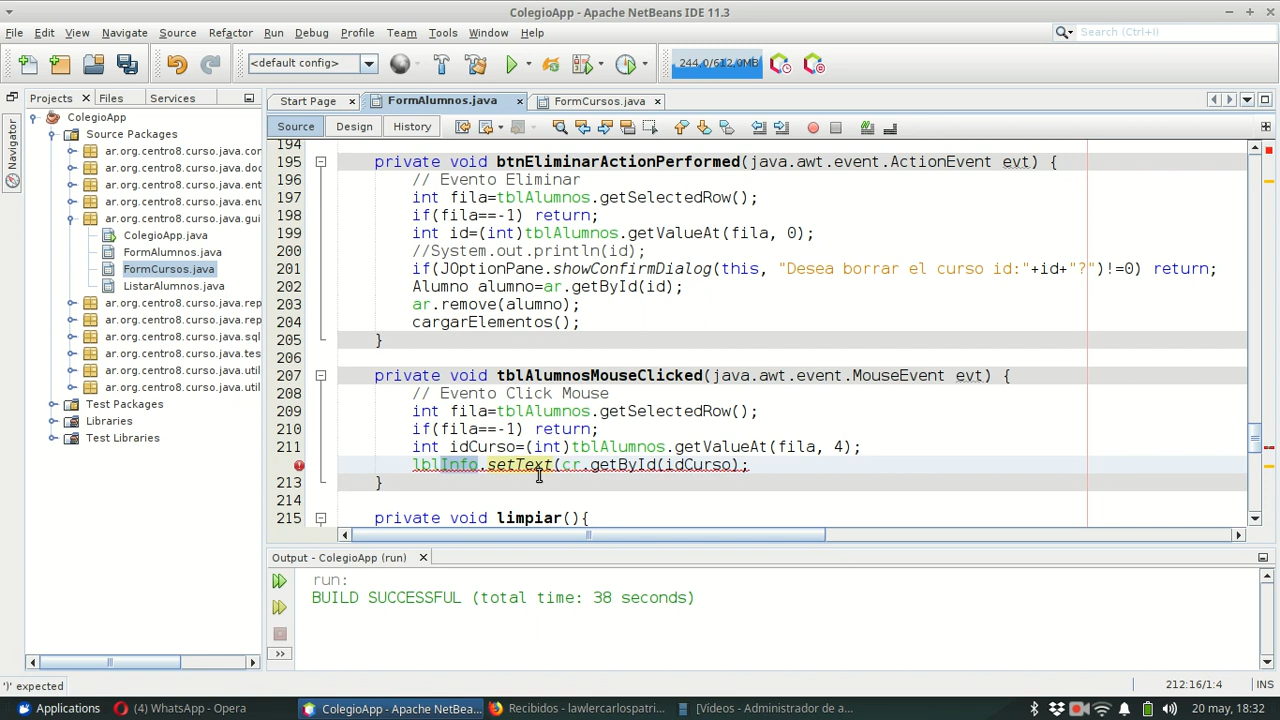 ColegioApp - Apache NetBeans IDE 11.3
File Edit View Navigate Source Refactor Run Debug Profile Team Tools Window Help
Search (Ctrl+I)
<default config>
244,0/612,0MB
Projects Files Services
Start Page FormAlumnos.java FormCursos.java
Source Design History
Navigator
ColegioApp
Source Packages
ar.org.centro8.curso.java.cor
ar.org.centro8.curso.java.doc
ar.org.centro8.curso.java.ent
ar.org.centro8.curso.java.enu
ar.org.centro8.curso.java.gui
ColegioApp.java
FormAlumnos.java
FormCursos.java
ListarAlumnos.java
ar.org.centro8.curso.java.rep
ar.org.centro8.curso.java.rep
ar.org.centro8.curso.java.sql
ar.org.centro8.curso.java.tes
ar.org.centro8.curso.java.util
ar.org.centro8.curso.java.util
Test Packages
Libraries
Test Libraries
194
195 private void btnEliminarActionPerformed(java.awt.event.ActionEvent evt) {
196 // Evento Eliminar
197 int fila=tblAlumnos.getSelectedRow();
198 if(fila==-1) return;
199 int id=(int)tblAlumnos.getValueAt(fila, 0);
200 //System.out.println(id);
201 if(JOptionPane.showConfirmDialog(this, "Desea borrar el curso id:"+id+"?")!=0) return;
202 Alumno alumno=ar.getById(id);
203 ar.remove(alumno);
204 cargarElementos();
205 }
206
207 private void tblAlumnosMouseClicked(java.awt.event.MouseEvent evt) {
208 // Evento Click Mouse
209 int fila=tblAlumnos.getSelectedRow();
210 if(fila==-1) return;
211 int idCurso=(int)tblAlumnos.getValueAt(fila, 4);
lblInfo.setText(cr.getById(idCurso);
213 }
214
215 private void limpiar(){
Output - ColegioApp (run)
run:
BUILD SUCCESSFUL (total time: 38 seconds)
')' expected
212:16/1:4
INS
Applications (4) WhatsApp - Opera ColegioApp - Apache NetBea... Recibidos - lawlercarlospatri... [Vídeos - Administrador de a... 20 may, 18:32